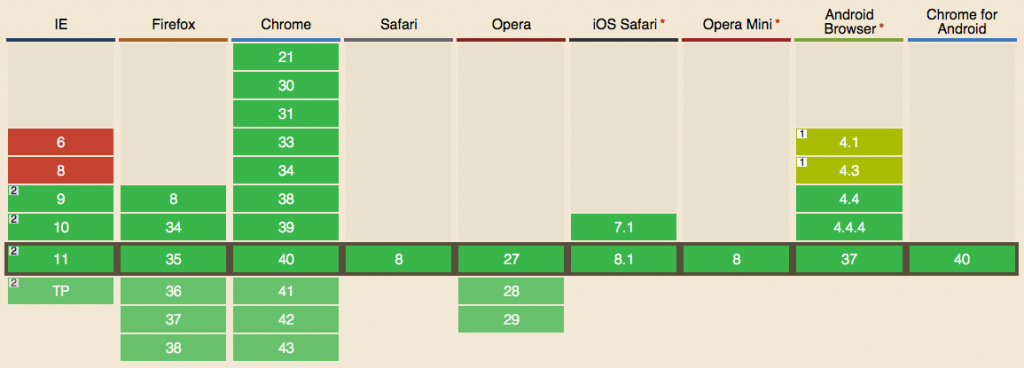 IE Firefox Chrome Safari Opera iOS Safari * Opera Mini * Android Browser * Chrome for Android
21
30
31
6 33 1 4.1
8 34 1 4.3
2 9 8 38 4.4
2 10 34 39 7.1 4.4.4
2 11 35 40 8 27 8.1 8 37 40
2 TP 36 41 28
37 42 29
38 43